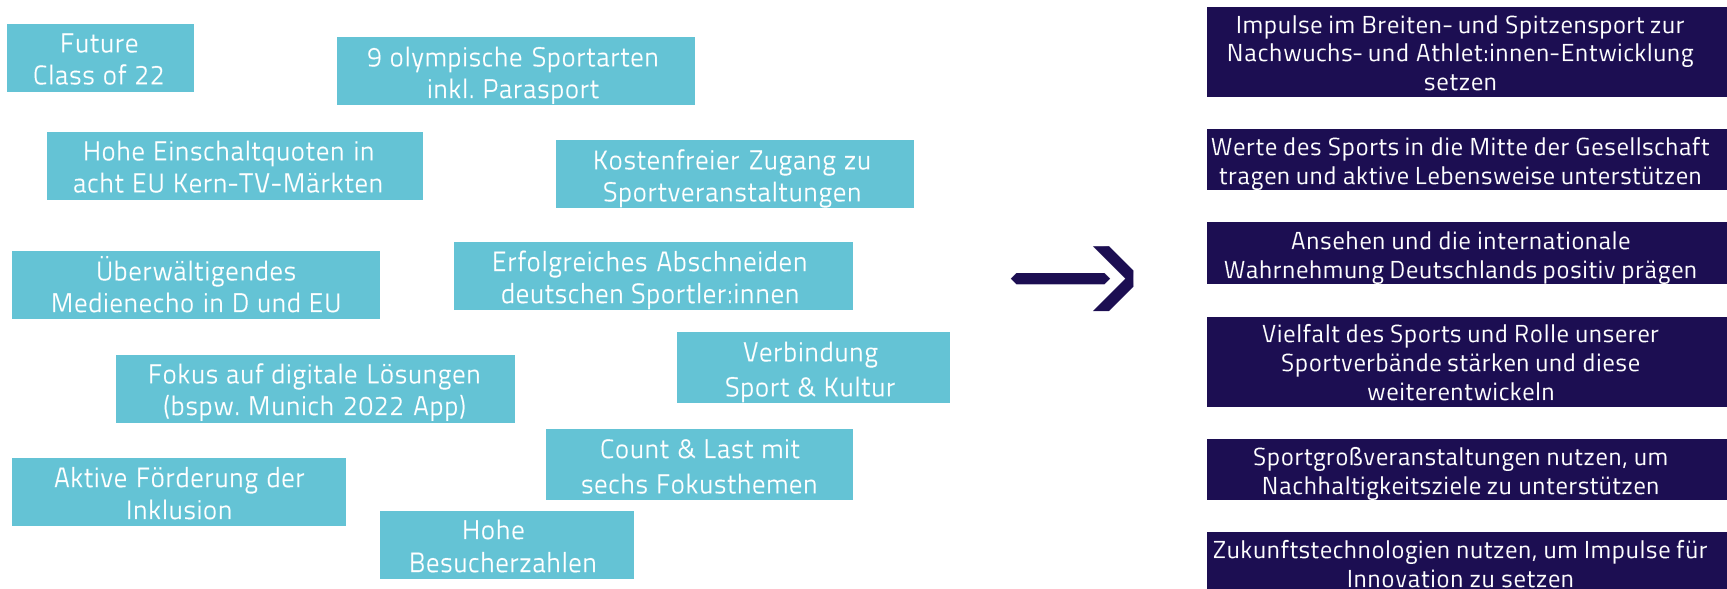 Future
Class of 22
9 olympische Sportarten
inkl. Parasport
Hohe Einschaltquoten in
acht EU Kern-TV-Märkten
Kostenfreier Zugang zu
Sportveranstaltungen
Überwältigendes
Medienecho in D und EU
Erfolgreiches Abschneiden
deutschen Sportler:innen
Verbindung
Sport & Kultur
Fokus auf digitale Lösungen
(bspw. Munich 2022 App)
Count & Last mit
sechs Fokusthemen
Aktive Förderung der
Inklusion
Hohe
Besucherzahlen
Impulse im Breiten- und Spitzensport zur
Nachwuchs- und Athlet:innen-Entwicklung
setzen
Werte des Sports in die Mitte der Gesellschaft
tragen und aktive Lebensweise unterstützen
Ansehen und die internationale
Wahrnehmung Deutschlands positiv prägen
Vielfalt des Sports und Rolle unserer
Sportverbände stärken und diese
weiterentwickeln
Sportgroßveranstaltungen nutzen, um
Nachhaltigkeitsziele zu unterstützen
Zukunftstechnologien nutzen, um Impulse für
Innovation zu setzen